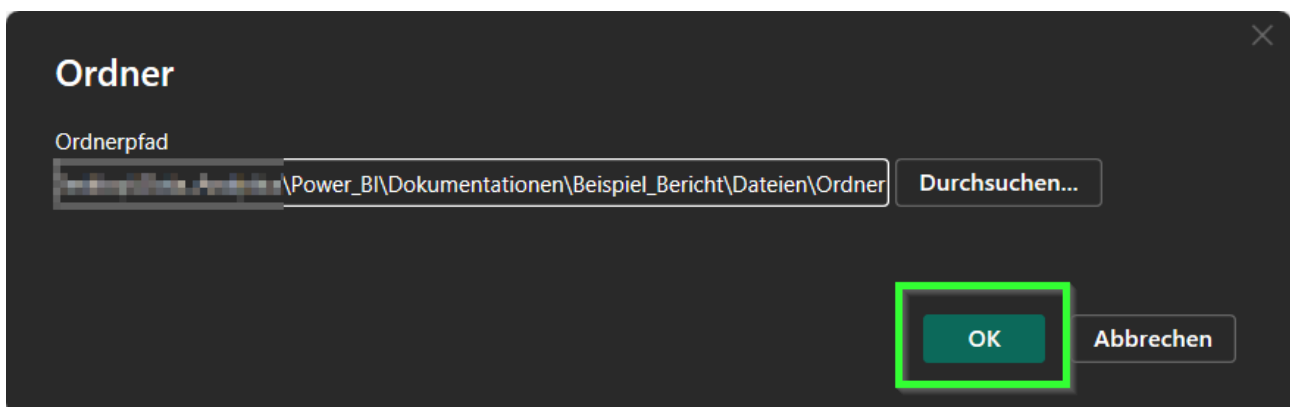 Ordner
Ordnerpfad
\Power_BI\Dokumentationen\Beispiel_Bericht\Dateien\Ordner
Durchsuchen...
OK
Abbrechen